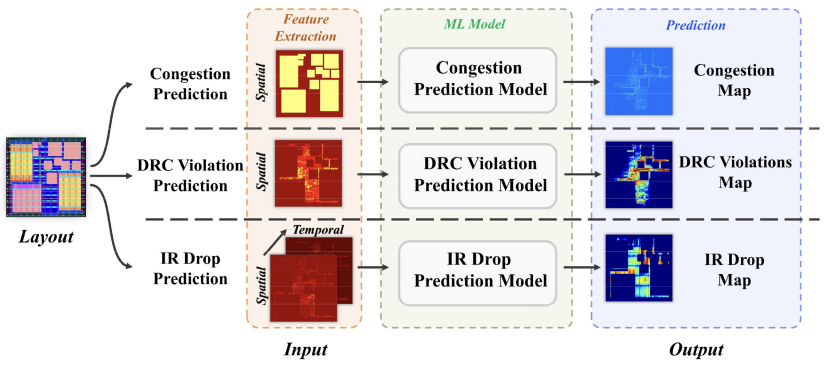 Feature
Extraction
ML Model
Prediction
Congestion
Prediction
Spatial
Congestion
Prediction Model
Congestion
Map
DRC Violation
Prediction
Spatial
DRC Violation
Prediction Model
DRC Violations
Map
Layout
IR Drop
Prediction
Temporal
Spatial
IR Drop
Prediction Model
IR Drop
Map
Input
Output